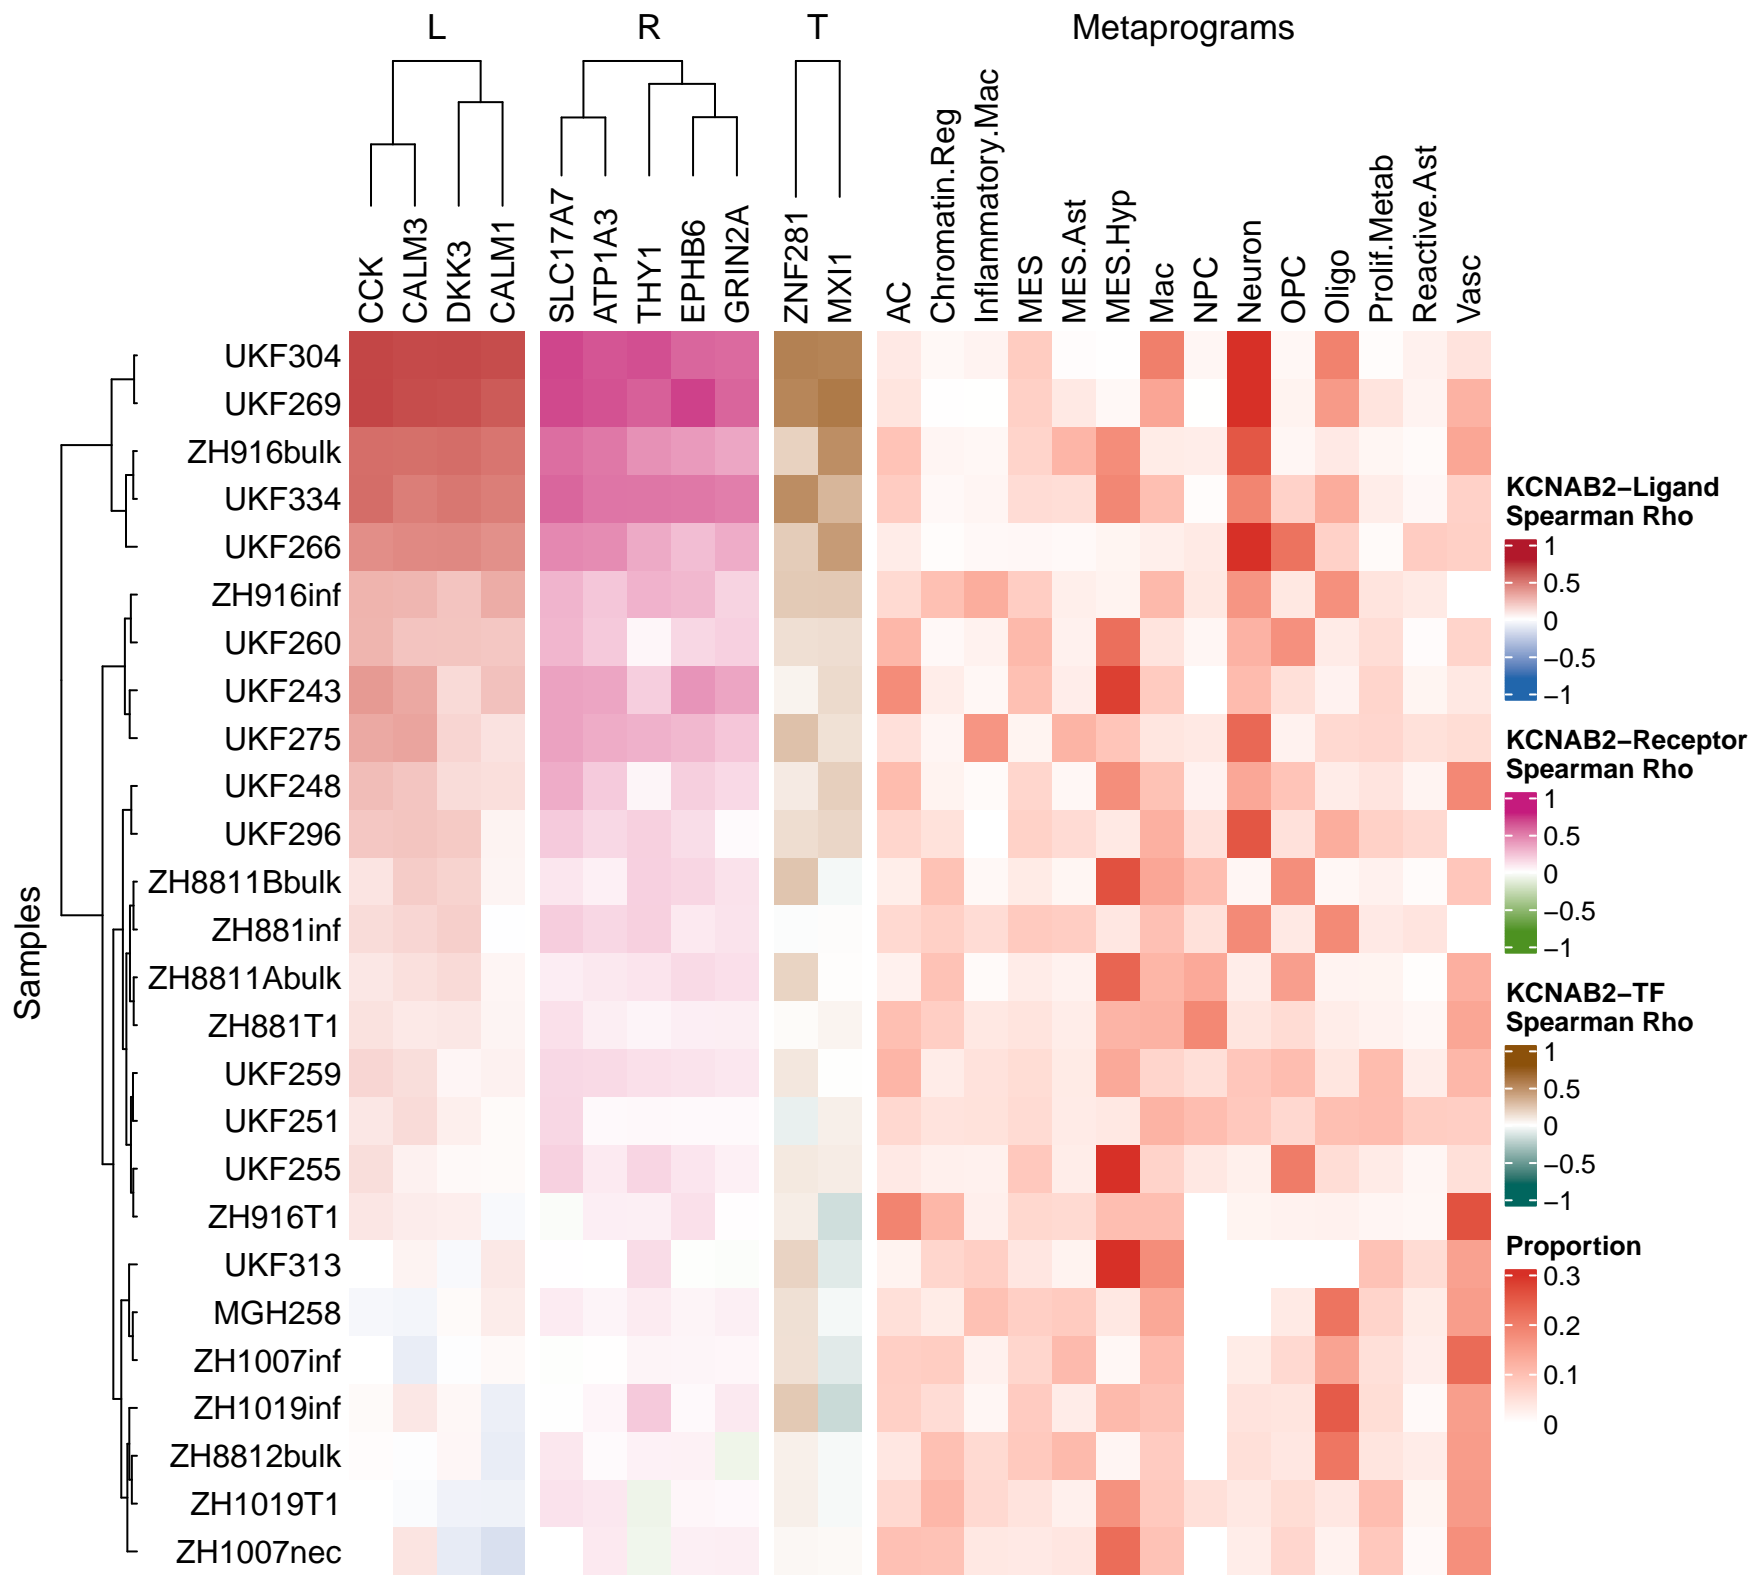 L R T Metaprograms
CCK CALM3 DKK3 CALM1 SLC17A7 ATP1A3 THY1 EPHB6 GRIN2A ZNF281 MXI1 AC Chromatin.Reg Inflammatory.Mac MES MES.Ast MES.Hyp Mac NPC Neuron OPC Oligo Prolif.Metab Reactive.Ast Vasc
Samples
UKF304
UKF269
ZH916bulk
UKF334
UKF266
ZH916inf
UKF260
UKF243
UKF275
UKF248
UKF296
ZH8811Bbulk
ZH881inf
ZH8811Abulk
ZH881T1
UKF259
UKF251
UKF255
ZH916T1
UKF313
MGH258
ZH1007inf
ZH1019inf
ZH8812bulk
ZH1019T1
ZH1007nec
KCNAB2−Ligand
Spearman Rho
1
0.5
0
−0.5
−1
KCNAB2−Receptor
Spearman Rho
1
0.5
0
−0.5
−1
KCNAB2−TF
Spearman Rho
1
0.5
0
−0.5
−1
Proportion
0.3
0.2
0.1
0